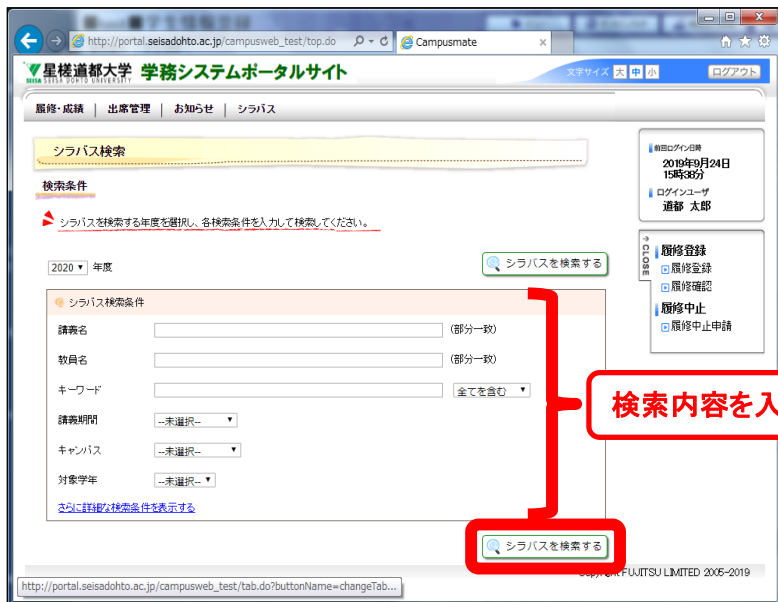 http://portal.seisadohto.ac.jp/campusweb_test/top.do
Campusmate
星槎道都大学 学務システムポータルサイト
SEISA DOHTO UNIVERSITY
文字サイズ 大 中 小
ログアウト
履修・成績 | 出席管理 | お知らせ | シラバス
シラバス検索
検索条件
シラバスを検索する年度を選択し、各検索条件を入力して検索してください。
2020 年度
シラバスを検索する
シラバス検索条件
講義名 (部分一致)
教員名 (部分一致)
キーワード 全てを含む
講義期間 --未選択--
キャンパス --未選択--
対象学年 --未選択--
さらに詳細な検索条件を表示する
シラバスを検索する
前回ログイン日時
2019年9月24日
15時38分
ログインユーザ
道都 太郎
CLOSE
履修登録
履修登録
履修確認
履修中止
履修中止申請
検索内容を入
FUJITSU LIMITED 2005-2019
http://portal.seisadohto.ac.jp/campusweb_test/tab.do?buttonName=changeTab...